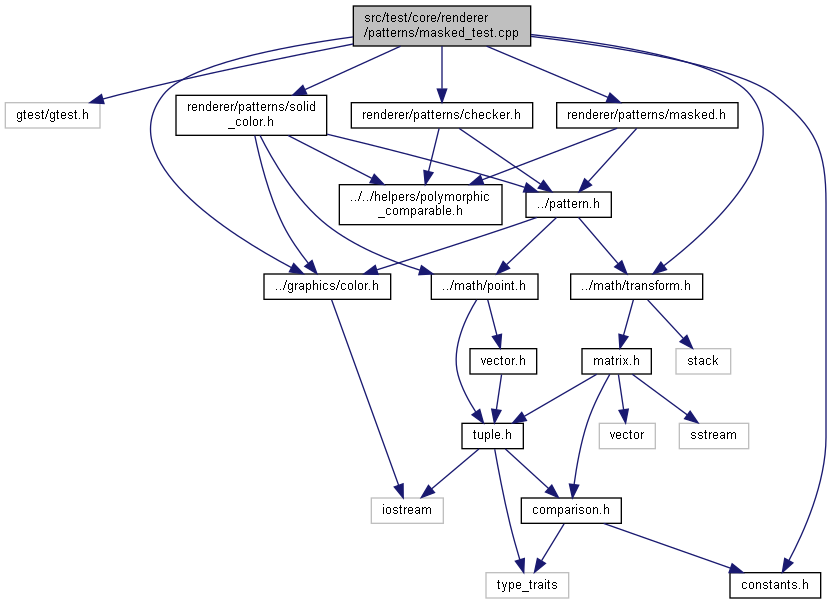 src/test/core/renderer
/patterns/masked_test.cpp
gtest/gtest.h
renderer/patterns/solid
_color.h
renderer/patterns/checker.h
renderer/patterns/masked.h
../../helpers/polymorphic
_comparable.h
../pattern.h
../graphics/color.h
../math/point.h
../math/transform.h
vector.h
matrix.h
stack
tuple.h
vector
sstream
iostream
comparison.h
type_traits
constants.h